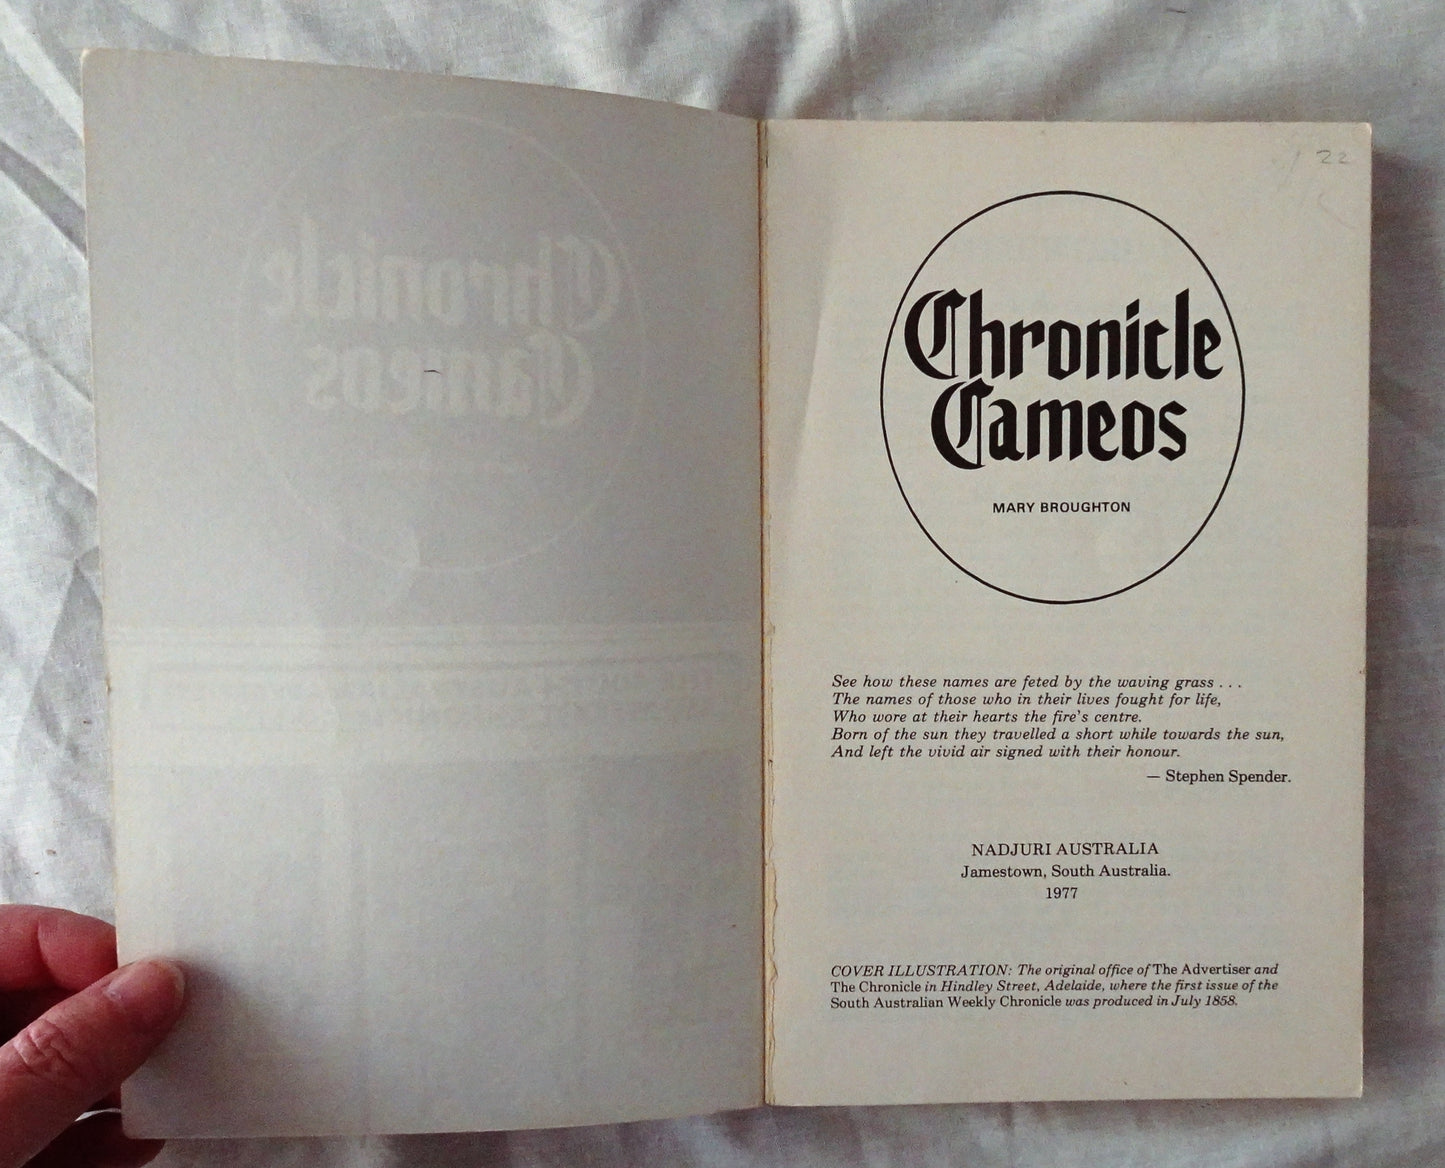 22
Chronicle
Cameos
MARY BROUGHTON
See how these names are feted by the waving grass . . .
The names of those who in their lives fought for life,
Who wore at their hearts the fire's centre.
Born of the sun they travelled a short while towards the sun,
And left the vivid air signed with their honour.
— Stephen Spender.
NADJURI AUSTRALIA
Jamestown, South Australia.
1977
COVER ILLUSTRATION: The original office of The Advertiser and
The Chronicle in Hindley Street, Adelaide, where the first issue of the
South Australian Weekly Chronicle was produced in July 1858.